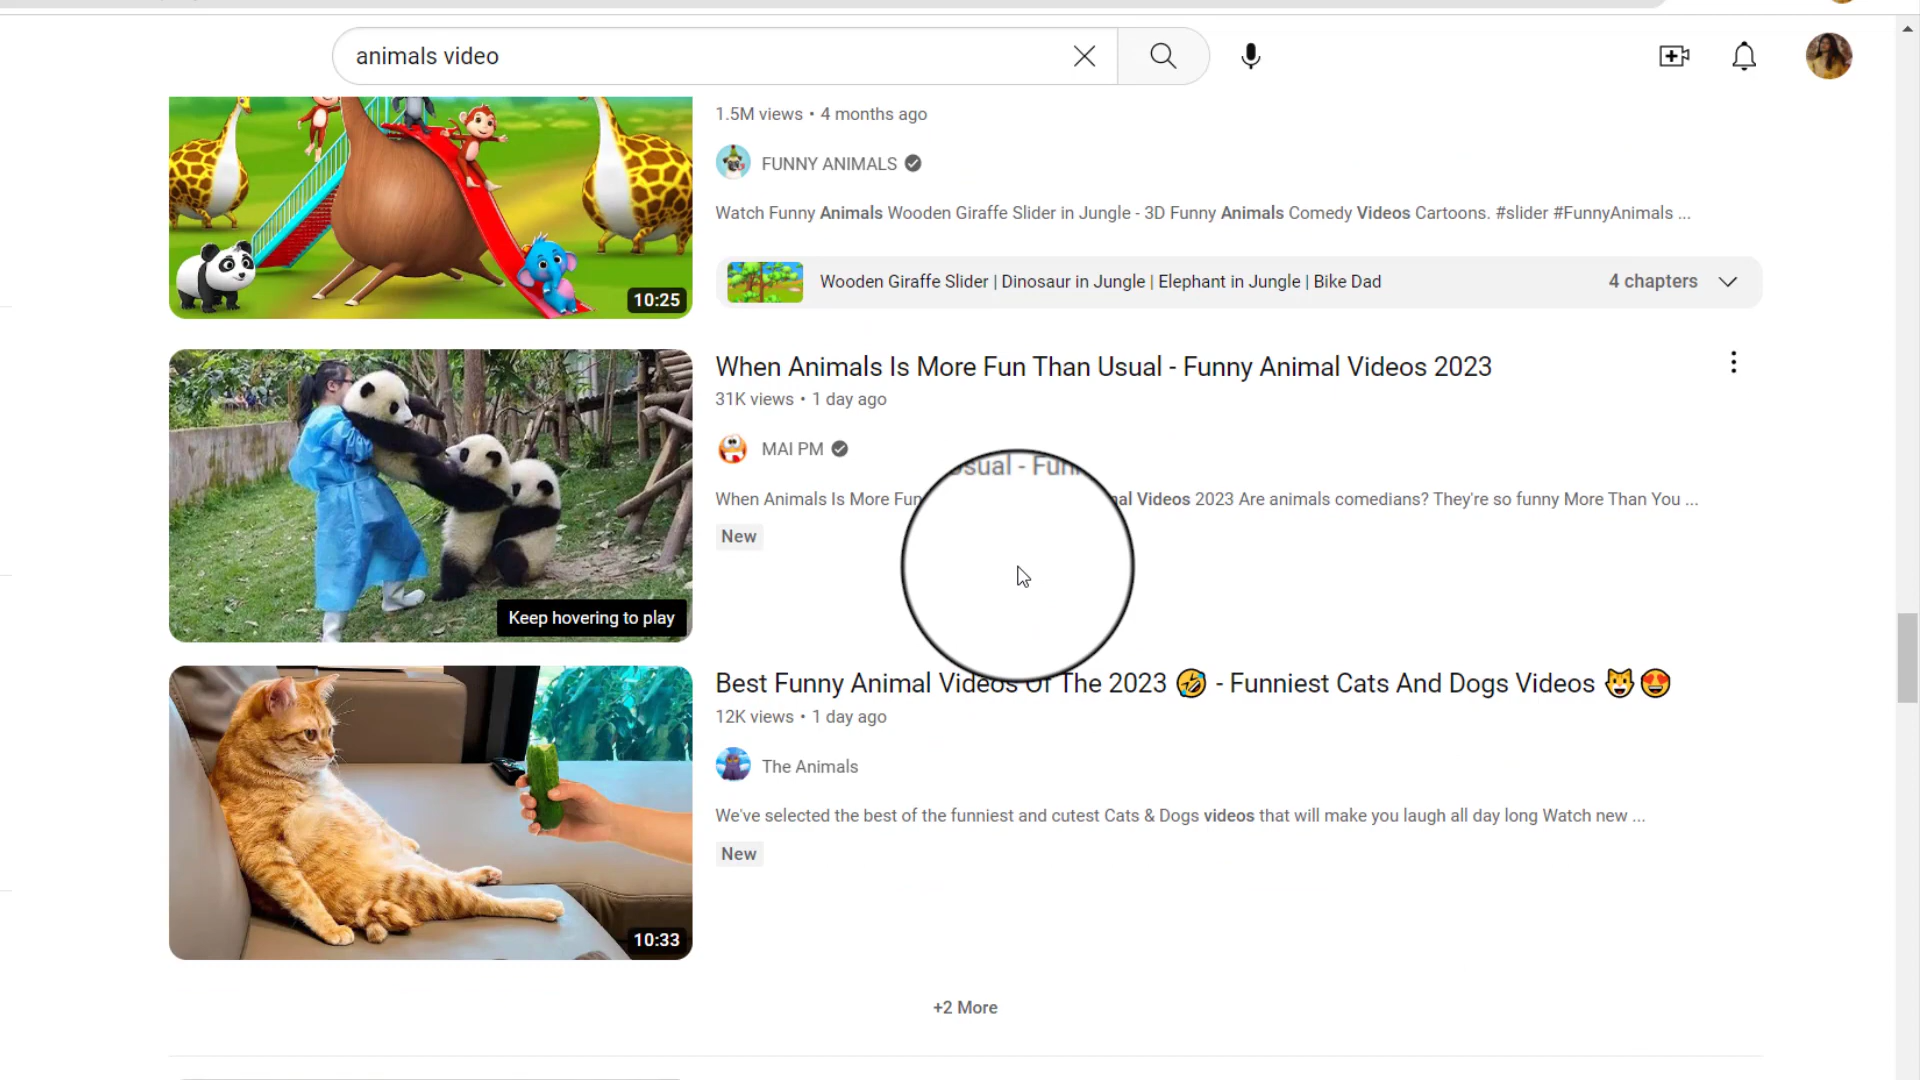 animals video
1.5M views • 4 months ago
FUNNY ANIMALS
Watch Funny Animals Wooden Giraffe Slider in Jungle - 3D Funny Animals Comedy Videos Cartoons. #slider #FunnyAnimals ...
10:25
Wooden Giraffe Slider | Dinosaur in Jungle | Elephant in Jungle | Bike Dad
4 chapters
When Animals Is More Fun Than Usual - Funny Animal Videos 2023
31K views • 1 day ago
MAI PM
Usual - Fun
When Animals Is More Fun al Videos 2023 Are animals comedians? They're so funny More Than You ...
New
Keep hovering to play
Best Funny Animal Videos Of The 2023 🤣 - Funniest Cats And Dogs Videos 😺😍
12K views • 1 day ago
The Animals
We've selected the best of the funniest and cutest Cats & Dogs videos that will make you laugh all day long Watch new ...
New
10:33
+2 More